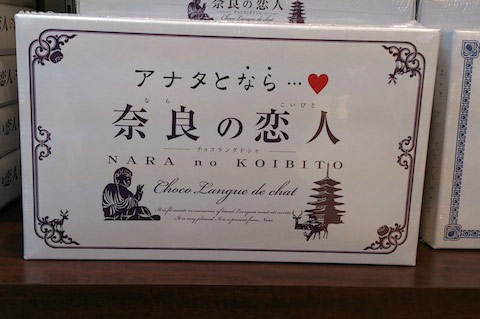 アナタとなら…♥
奈良の恋人
なら こいびと
チョコラングドシャ
NARA no KOIBITO
Choco Langue de chat